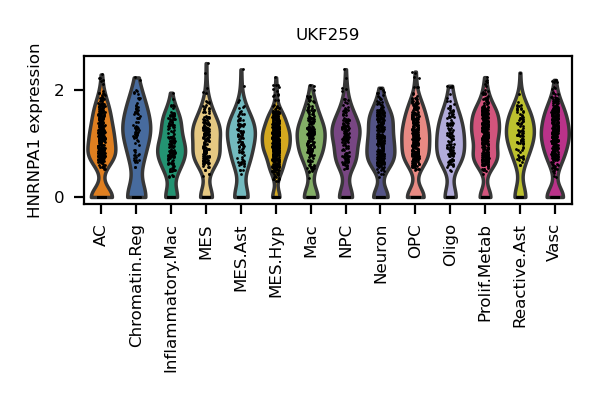 UKF259
HNRNPA1 expression
2
0
AC
Chromatin.Reg
Inflammatory.Mac
MES
MES.Ast
MES.Hyp
Mac
NPC
Neuron
OPC
Oligo
Prolif.Metab
Reactive.Ast
Vasc